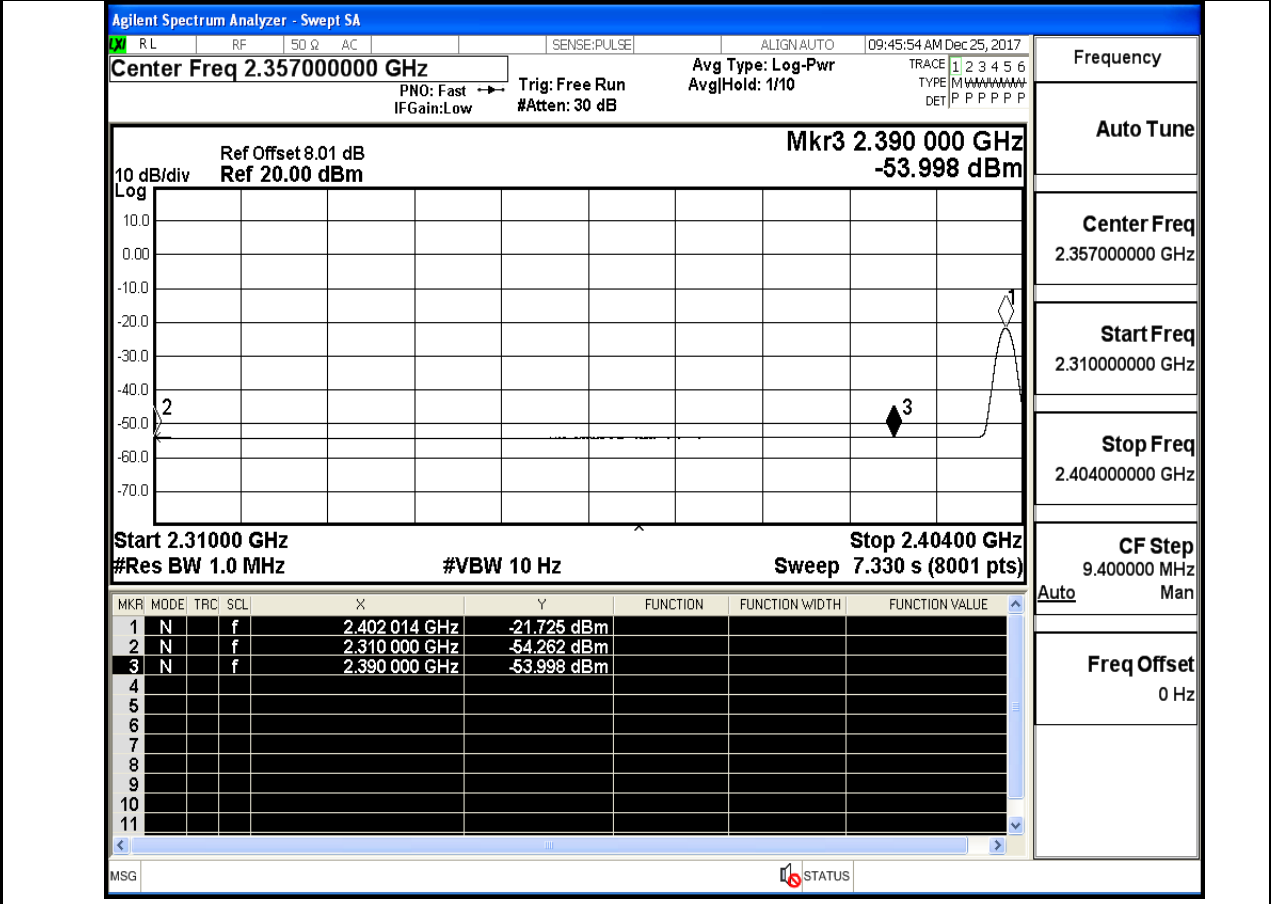 Agilent Spectrum Analyzer - Swept SA
LXI RL RF 50 Ω AC SENSE:PULSE ALIGN AUTO 09:45:54 AM Dec 25, 2017
Center Freq 2.357000000 GHz
PNO: Fast
IFGain:Low
Trig: Free Run
#Atten: 30 dB
Avg Type: Log-Pwr
Avg|Hold: 1/10
TRACE 1 2 3 4 5 6
TYPE M WWWWW
DET P P P P P P
Mkr3 2.390 000 GHz
-53.998 dBm
Ref Offset 8.01 dB
10 dB/div Ref 20.00 dBm
Log
10.0
0.00
-10.0
-20.0
-30.0
-40.0
-50.0
-60.0
-70.0
1
2
3
Start 2.31000 GHz Stop 2.40400 GHz
#Res BW 1.0 MHz #VBW 10 Hz Sweep 7.330 s (8001 pts)
MKR MODE TRC SCL X Y FUNCTION FUNCTION WIDTH FUNCTION VALUE
1 N f 2.402 014 GHz -21.725 dBm
2 N f 2.310 000 GHz -54.262 dBm
3 N f 2.390 000 GHz -53.998 dBm
4
5
6
7
8
9
10
11
MSG STATUS
Frequency
Auto Tune
Center Freq
2.357000000 GHz
Start Freq
2.310000000 GHz
Stop Freq
2.404000000 GHz
CF Step
9.400000 MHz
Auto Man
Freq Offset
0 Hz